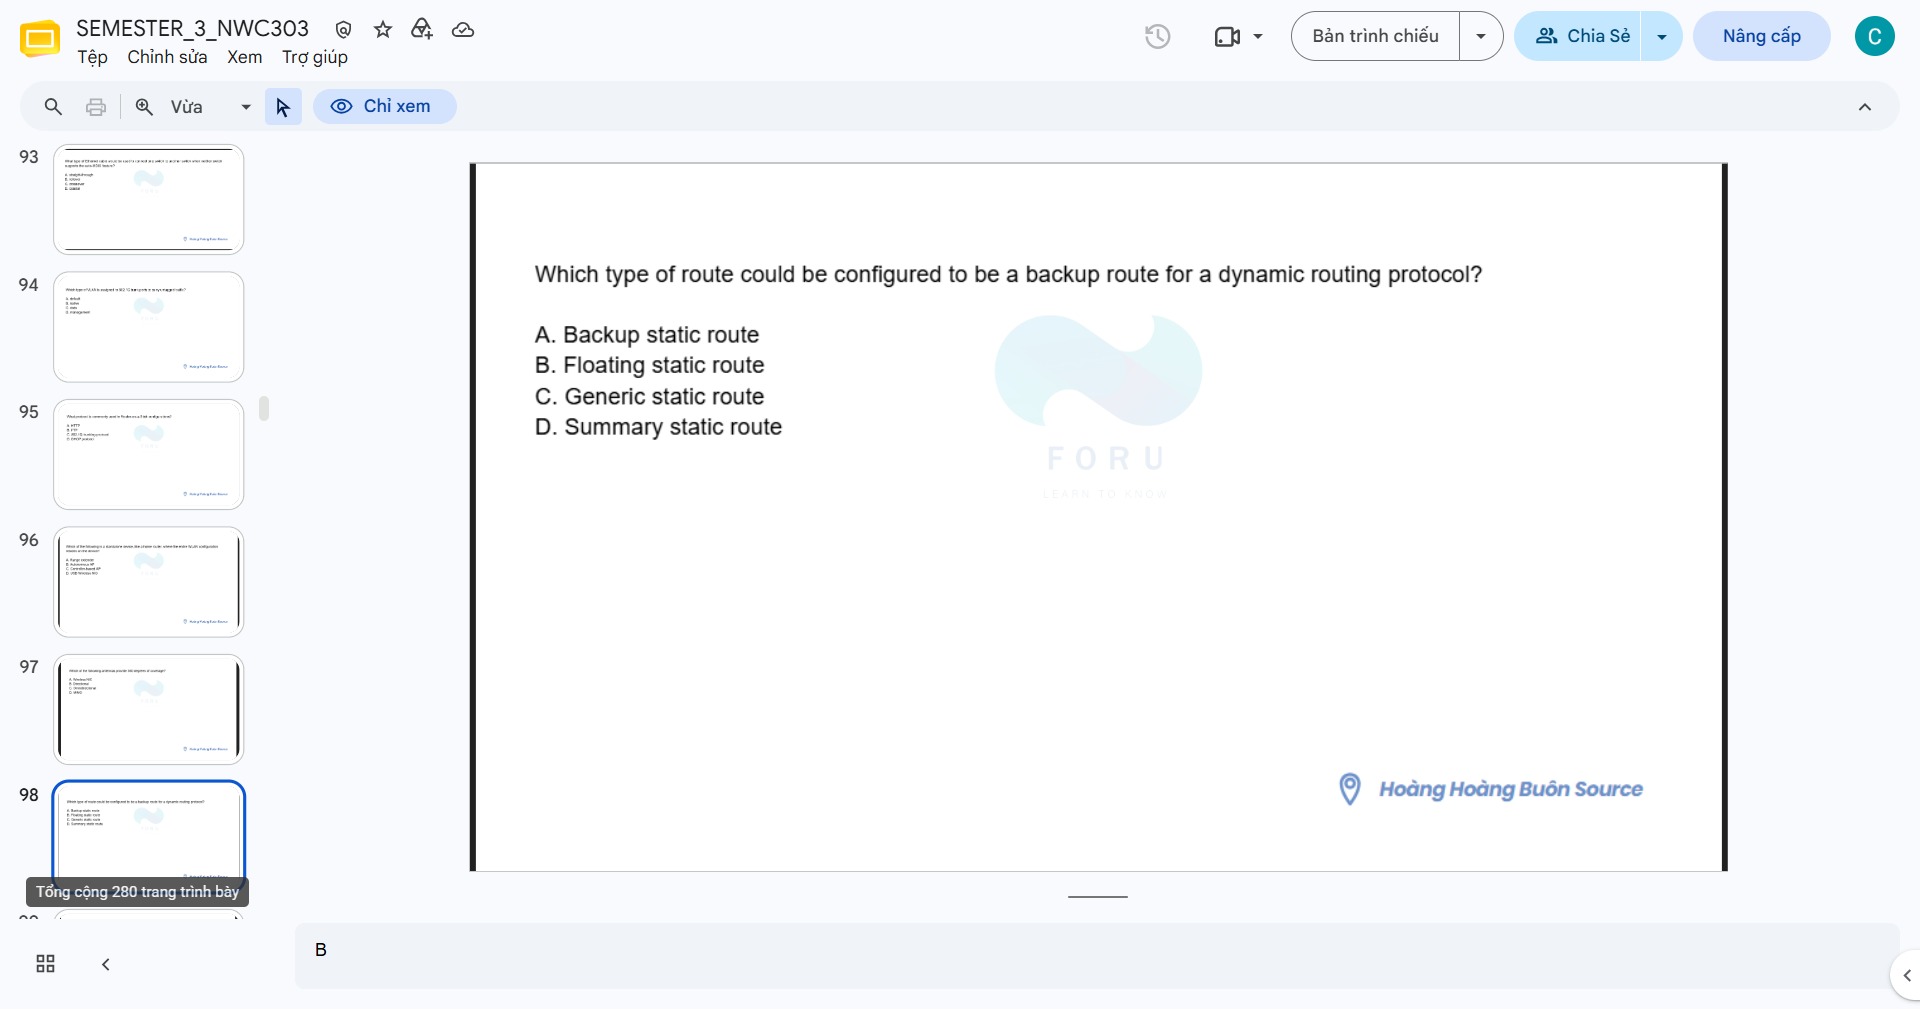 SEMESTER_3_NWC303
Tệp Chỉnh sửa Xem Trợ giúp
Bản trình chiếu
Chia Sẻ
Nâng cấp
C
Vừa
Chỉ xem
93
94
95
96
97
98
Tổng cộng 280 trang trình bày
Which type of route could be configured to be a backup route for a dynamic routing protocol?
A. Backup static route
B. Floating static route
C. Generic static route
D. Summary static route
FORU
LEARN TO KNOW
Hoàng Hoàng Buôn Source
B